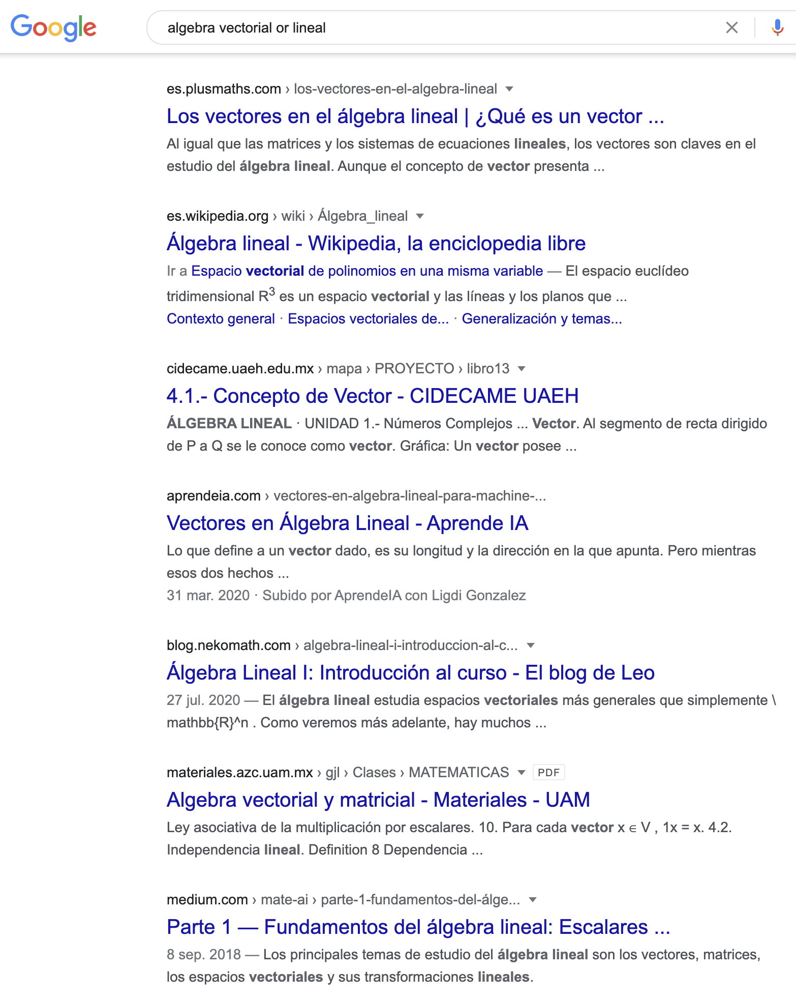 Google
algebra vectorial or lineal
es.plusmaths.com › los-vectores-en-el-algebra-lineal
Los vectores en el álgebra lineal | ¿Qué es un vector ...
Al igual que las matrices y los sistemas de ecuaciones lineales, los vectores son claves en el
estudio del álgebra lineal. Aunque el concepto de vector presenta ...
es.wikipedia.org › wiki › Álgebra_lineal
Álgebra lineal - Wikipedia, la enciclopedia libre
Ir a Espacio vectorial de polinomios en una misma variable — El espacio euclídeo
tridimensional R³ es un espacio vectorial y las líneas y los planos que ...
Contexto general · Espacios vectoriales de... · Generalización y temas...
cidecame.uaeh.edu.mx › mapa › PROYECTO › libro13
4.1.- Concepto de Vector - CIDECAME UAEH
ÁLGEBRA LINEAL · UNIDAD 1.- Números Complejos ... Vector. Al segmento de recta dirigido
de P a Q se le conoce como vector. Gráfica: Un vector posee ...
aprendeia.com › vectores-en-algebra-lineal-para-machine-...
Vectores en Álgebra Lineal - Aprende IA
Lo que define a un vector dado, es su longitud y la dirección en la que apunta. Pero mientras
esos dos hechos ...
31 mar. 2020 · Subido por AprendeIA con Ligdi Gonzalez
blog.nekomath.com › algebra-lineal-i-introduccion-al-c...
Álgebra Lineal I: Introducción al curso - El blog de Leo
27 jul. 2020 — El álgebra lineal estudia espacios vectoriales más generales que simplemente \
mathbb{R}^n . Como veremos más adelante, hay muchos ...
materiales.azc.uam.mx › gjl › Clases › MATEMATICAS PDF
Algebra vectorial y matricial - Materiales - UAM
Ley asociativa de la multiplicación por escalares. 10. Para cada vector x ∈ V , 1x = x. 4.2.
Independencia lineal. Definition 8 Dependencia ...
medium.com › mate-ai › parte-1-fundamentos-del-álge...
Parte 1 — Fundamentos del álgebra lineal: Escalares ...
8 sep. 2018 — Los principales temas de estudio del álgebra lineal son los vectores, matrices,
los espacios vectoriales y sus transformaciones lineales.